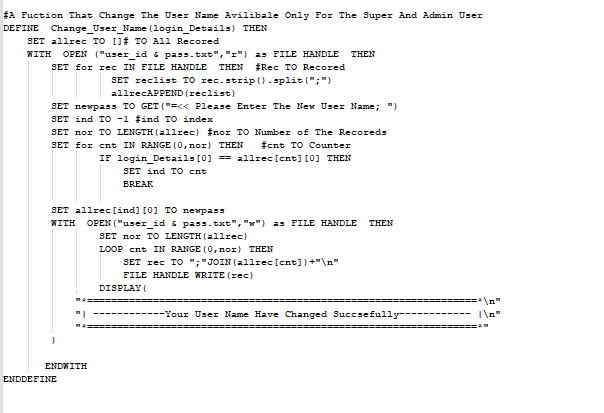 #A Fuction That Change The User Name Avilibale Only For The Super And Admin User
DEFINE  Change_User_Name(login_Details) THEN
SET allrec TO []# TO All Recored
WITH  OPEN ("user_id & pass.txt","r") as FILE HANDLE  THEN
SET for rec IN FILE HANDLE  THEN  #Rec TO Recored
SET reclist TO rec.strip().split(";")
allrecAPPEND(reclist)
SET newpass TO GET("=<< Please Enter The New User Name; ")
SET ind TO -1 #ind TO index
SET nor TO LENGTH(allrec) #nor TO Number of The Recoreds
SET for cnt IN RANGE(0,nor) THEN   #cnt TO Counter
IF login_Details[0] == allrec[cnt][0] THEN
SET ind TO cnt
BREAK
SET allrec[ind][0] TO newpass
WITH  OPEN("user_id & pass.txt","w") as FILE HANDLE  THEN
SET nor TO LENGTH(allrec)
LOOP cnt IN RANGE(0,nor) THEN
SET rec TO ";"JOIN(allrec[cnt])+"\n"
FILE HANDLE WRITE(rec)
DISPLAY(
"*=================================================================*\n"
"| ------------Your User Name Have Changed Succsefully------------ |\n"
"*=================================================================*"
)
ENDWITH
ENDDEFINE